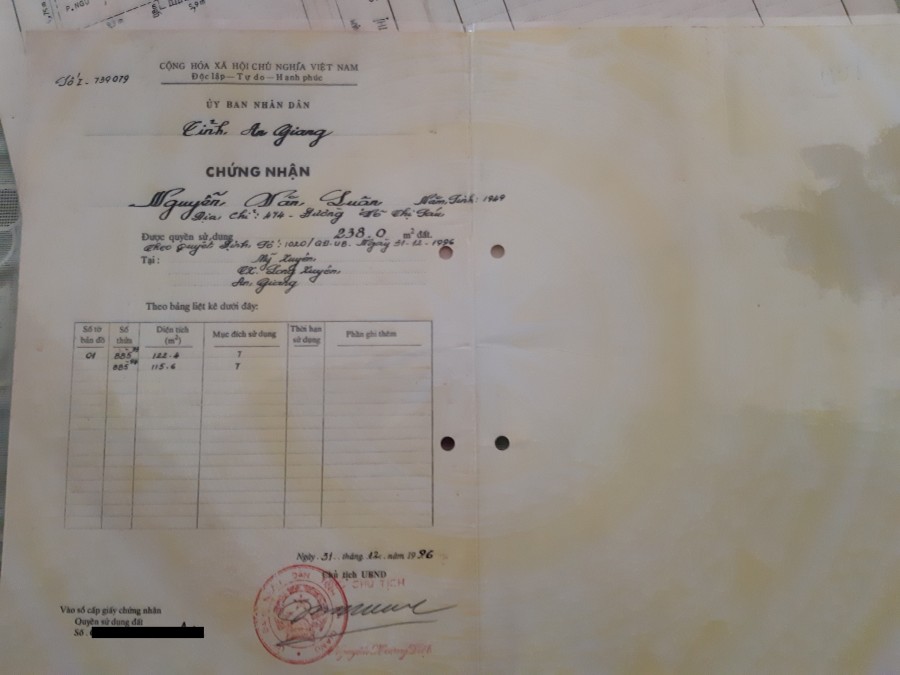 P. NGỦ
5,9m
CỘNG HÒA XÃ HỘI CHỦ NGHĨA VIỆT NAM
Độc lập — Tự do — Hạnh phúc
Số I - 739079
ỦY BAN NHÂN DÂN
Tỉnh An Giang
CHỨNG NHẬN
Nguyễn Văn Luân Năm Sinh: 1949
Địa chỉ: 474 - Đường Võ Thị Sáu
Được quyền sử dụng 238.0 m² đất.
Theo Quyết Định Số: 1020/QĐ.UB. Ngày 31-12-1996
Tại: Mỹ Xuyên,
TX. Long Xuyên,
An Giang
Theo bảng liệt kê dưới đây:
Số tờ bản đồ Số thửa Diện tích (m²) Mục đích sử dụng Thời hạn sử dụng Phần ghi thêm
01 885 122.4 T
885 115.6 T
Ngày 31 tháng 12 năm 1996
Chủ tịch UBND
CHỦ TỊCH
Vào sổ cấp giấy chứng nhận
Quyền sử dụng đất
Số